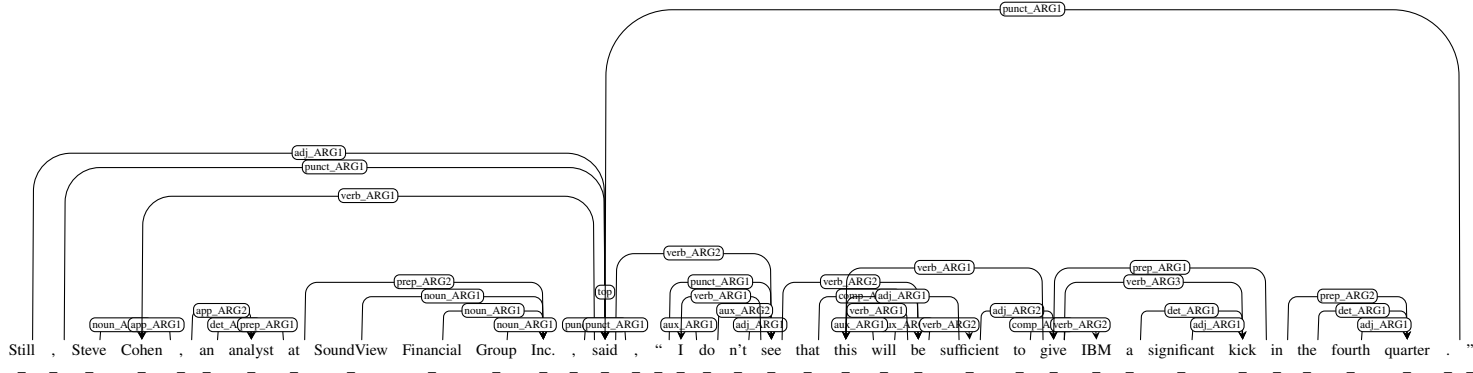 punct_ARG1
adj_ARG1
punct_ARG1
verb_ARG1
verb_ARG2
verb_ARG1 prep_ARG1
prep_ARG2 punct_ARG1 verb_ARG2 verb_ARG3
top
noun_ARG1 verb_ARG1 adj_ARG1 prep_ARG2
app_ARG2 noun_ARG1 aux_ARG2 verb_ARG1 adj_ARG2 det_ARG1 det_ARG1
app_ARG1 prep_ARG1 noun_ARG1 punct_ARG1 aux_ARG1 adj_ARG1 aux_ARG1 verb_ARG2 verb_ARG2 adj_ARG1 adj_ARG1
Still , Steve Cohen , an analyst at SoundView Financial Group Inc. , said , “ I do n't see that this will be sufficient to give IBM a significant kick in the fourth quarter . ”